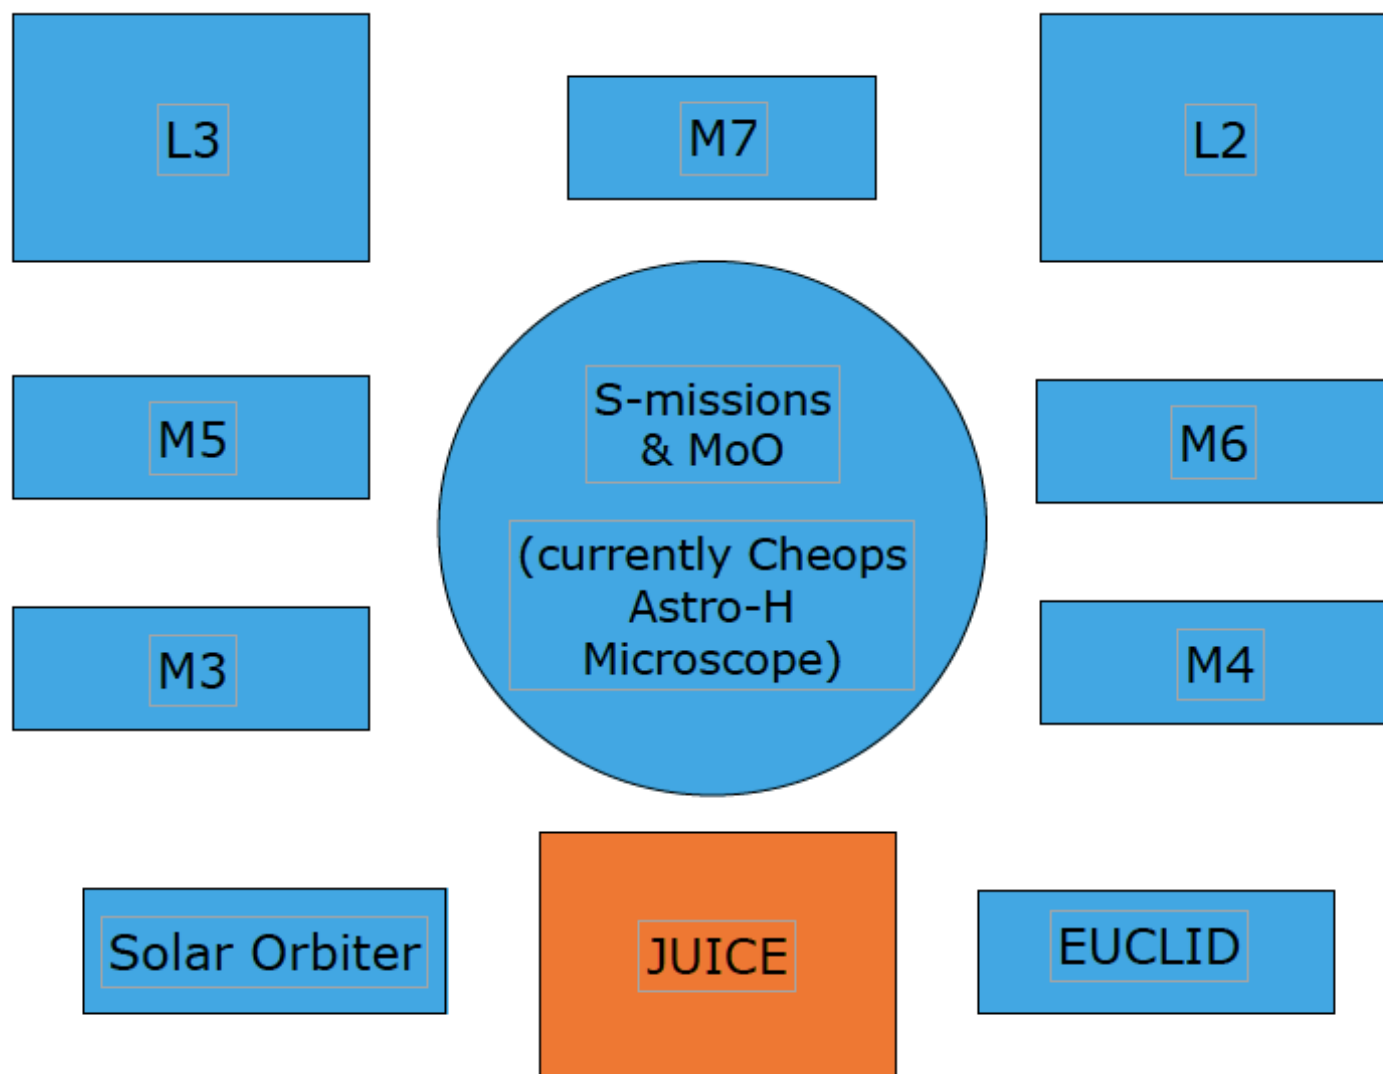 L3
M7
L2
S-missions
& MoO
M5
M6
(currently Cheops
Astro-H
Microscope)
M3
M4
Solar Orbiter
JUICE
EUCLID